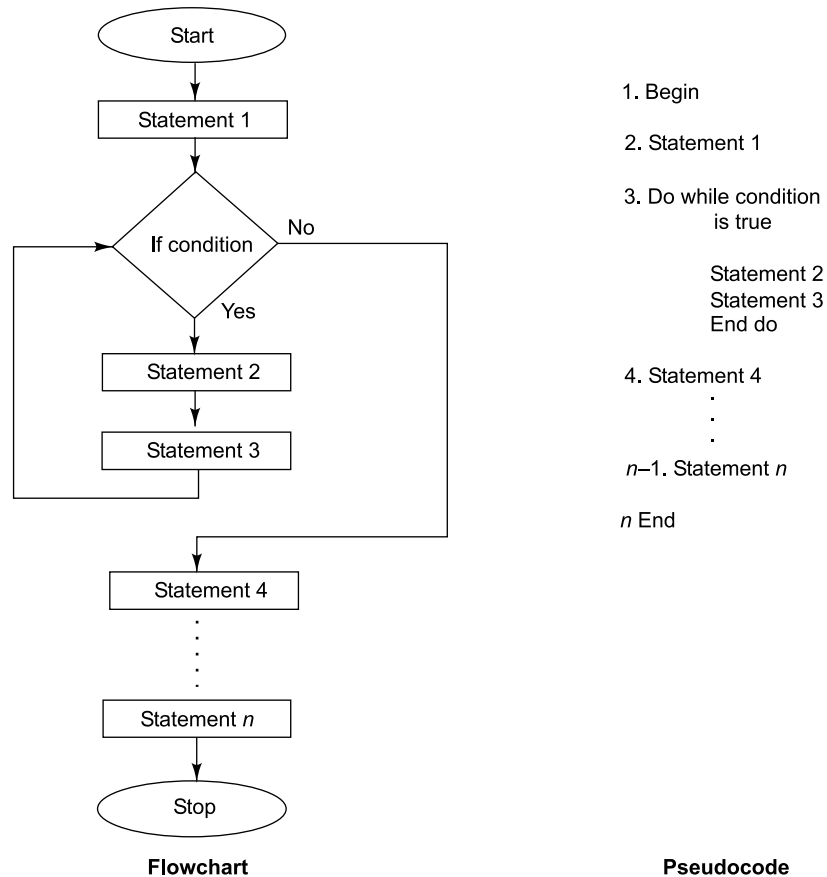 Start
Statement 1
If condition
No
Yes
Statement 2
Statement 3
Statement 4
Statement n
Stop
Flowchart
1. Begin
2. Statement 1
3. Do while condition
is true
Statement 2
Statement 3
End do
4. Statement 4
.
.
.
n–1. Statement n
n End
Pseudocode